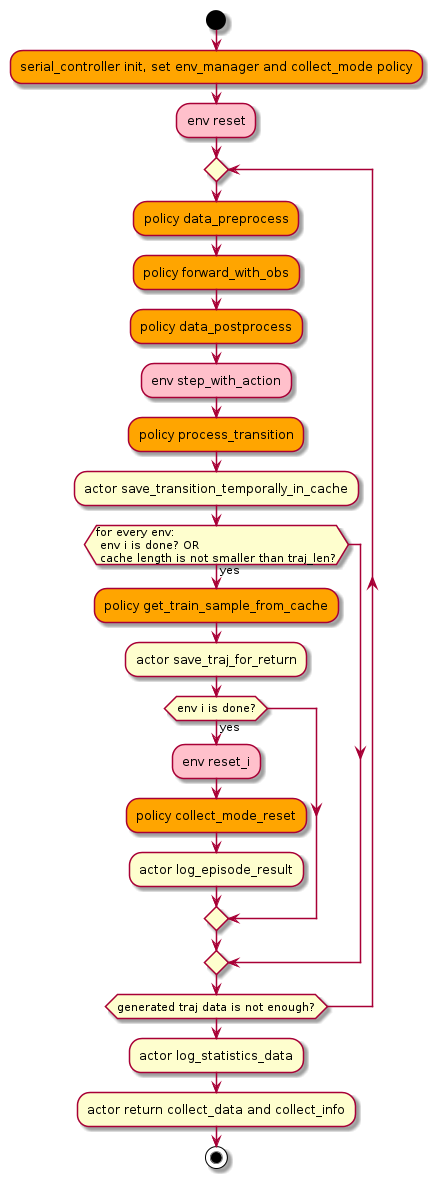 serial_controller init, set env_manager and collect_mode policy
env reset
policy data_preprocess
policy forward_with_obs
policy data_postprocess
env step_with_action
policy process_transition
actor save_transition_temporally_in_cache
for every env:
env i is done? OR
cache length is not smaller than traj_len?
yes
policy get_train_sample_from_cache
actor save_traj_for_return
env i is done?
yes
env reset_i
policy collect_mode_reset
actor log_episode_result
generated traj data is not enough?
actor log_statistics_data
actor return collect_data and collect_info